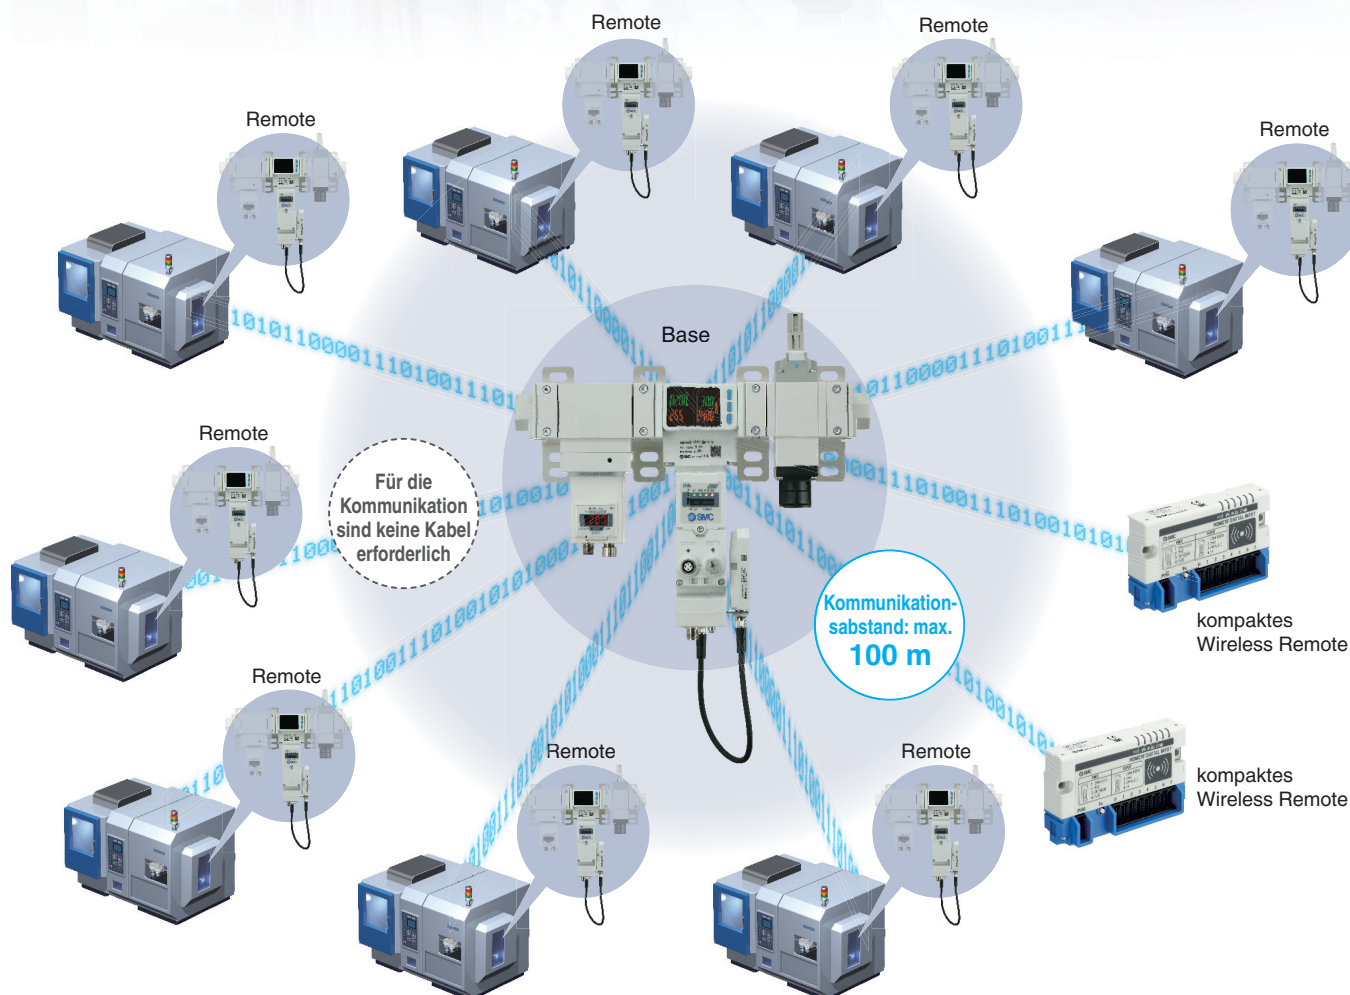 Remote
Remote
Remote
Remote
Base
Remote
Für die
Kommunikation
sind keine Kabel
erforderlich
SMC
Kommunikation-
sabstand: max.
100 m
kompaktes
Wireless Remote
Remote
Remote
Remote
kompaktes
Wireless Remote